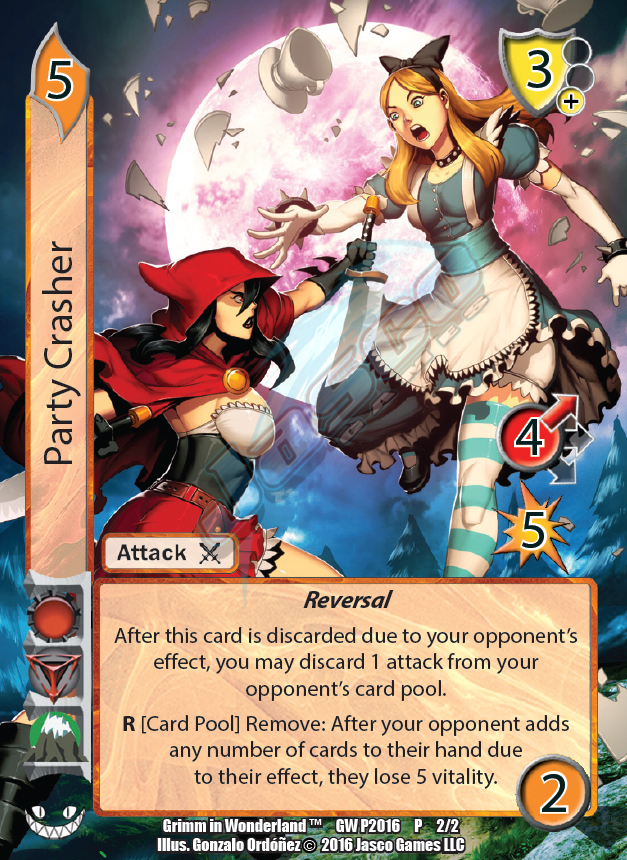 5
3
+
Party Crasher
4
5
Attack
Reversal
After this card is discarded due to your opponent's
effect, you may discard 1 attack from your
opponent's card pool.
R [Card Pool] Remove: After your opponent adds
any number of cards to their hand due
to their effect, they lose 5 vitality.
2
Grimm in Wonderland™ GW P2016 P 2/2
Illus. Gonzalo Ordóñez © 2016 Jasco Games LLC